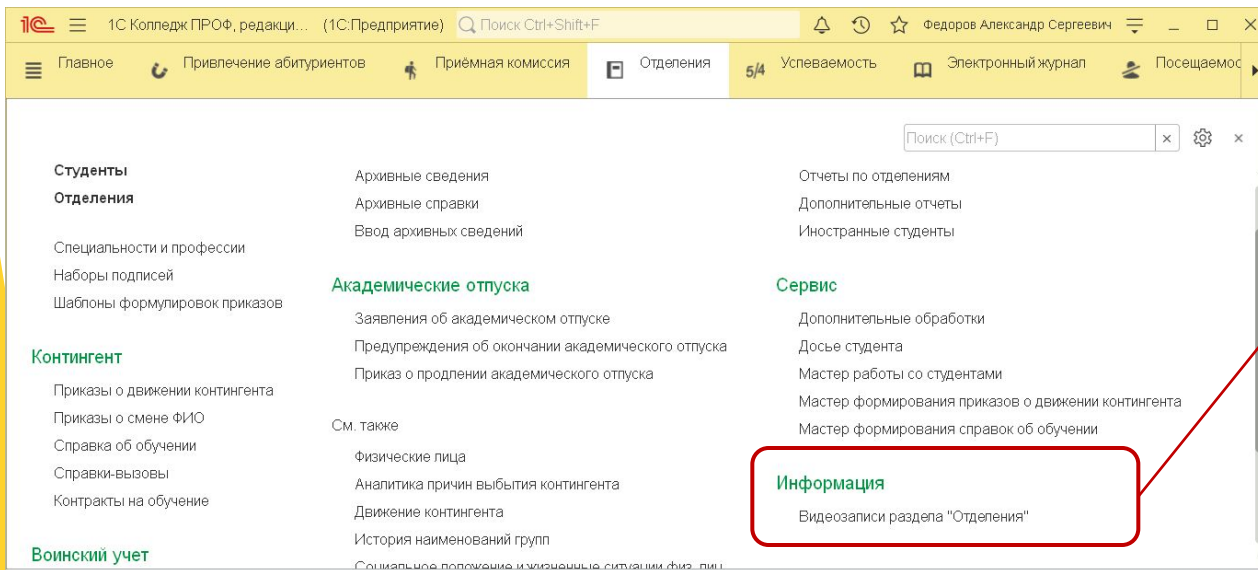 1С Колледж ПРОФ, редакци... (1С:Предприятие) Поиск Ctrl+Shift+F Федоров Александр Сергеевич
Главное Привлечение абитуриентов Приёмная комиссия Отделения 5/4 Успеваемость Электронный журнал Посещаемос
Поиск (Ctrl+F)
Студенты
Отделения
Специальности и профессии
Наборы подписей
Шаблоны формулировок приказов
Контингент
Приказы о движении контингента
Приказы о смене ФИО
Справка об обучении
Справки-вызовы
Контракты на обучение
Воинский учет
Архивные сведения
Архивные справки
Ввод архивных сведений
Академические отпуска
Заявления об академическом отпуске
Предупреждения об окончании академического отпуска
Приказ о продлении академического отпуска
См. также
Физические лица
Аналитика причин выбытия контингента
Движение контингента
История наименований групп
Социальное положение и жизненные ситуации физ. лиц
Отчеты по отделениям
Дополнительные отчеты
Иностранные студенты
Сервис
Дополнительные обработки
Досье студента
Мастер работы со студентами
Мастер формирования приказов о движении контингента
Мастер формирования справок об обучении
Информация
Видеозаписи раздела "Отделения"